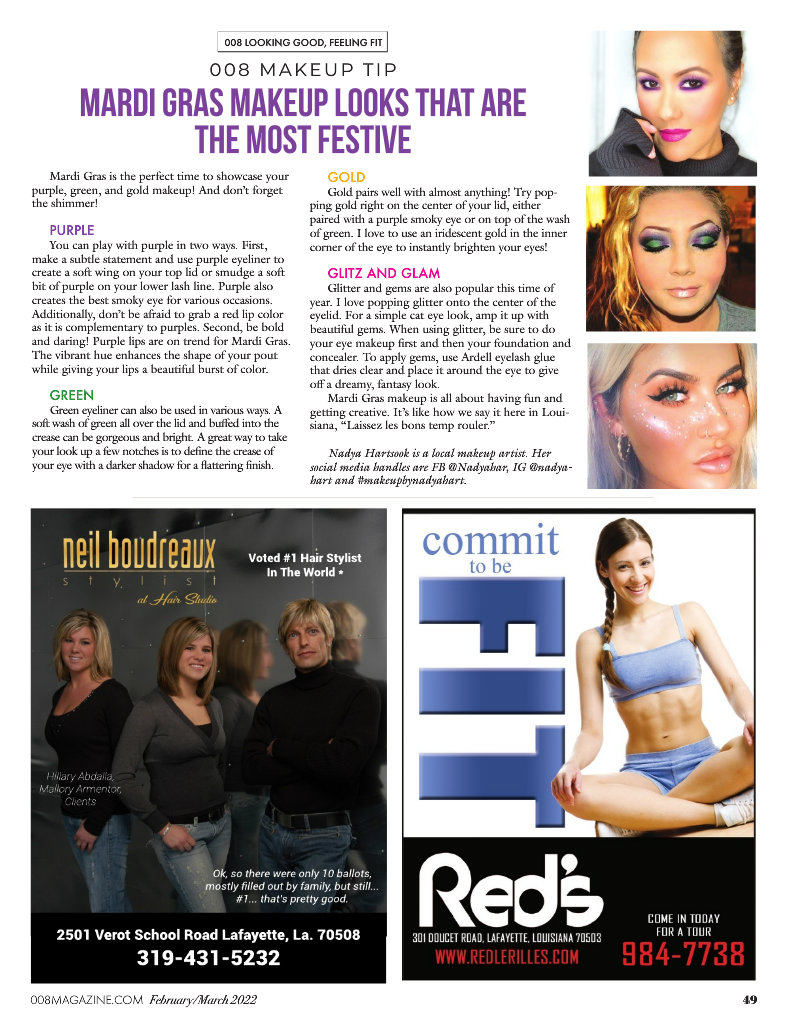 008 LOOKING GOOD, FEELING FIT
008 MAKEUP TIP
MARDI GRAS MAKEUP LOOKS THAT ARE
THE MOST FESTIVE
Mardi Gras is the perfect time to showcase your
purple, green, and gold makeup! And don't forget
the shimmer!
PURPLE
You can play with purple in two ways. First,
make a subtle statement and use purple eyeliner to
create a soft wing on your top lid or smudge a soft
bit of purple on your lower lash line. Purple also
creates the best smoky eye for various occasions.
Additionally, don't be afraid to grab a red lip color
as it is complementary to purples. Second, be bold
and daring! Purple lips are on trend for Mardi Gras.
The vibrant hue enhances the shape of your pout
while giving your lips a beautiful burst of color.
GREEN
Green eyeliner can also be used in various ways. A
soft wash of green all over the lid and buffed into the
crease can be gorgeous and bright. A great way to take
your look up a few notches is to define the crease of
your eye with a darker shadow for a flattering finish.
GOLD
Gold pairs well with almost anything! Try pop-
ping gold right on the center of your lid, either
paired with a purple smoky eye or on top of the wash
of green. I love to use an iridescent gold in the inner
corner of the eye to instantly brighten your eyes!
GLITZ AND GLAM
Glitter and gems are also popular this time of
year. I love popping glitter onto the center of the
eyelid. For a simple cat eye look, amp it up with
beautiful gems. When using glitter, be sure to do
your eye makeup first and then your foundation and
concealer. To apply gems, use Ardell eyelash glue
that dries clear and place it around the eye to give
off a dreamy, fantasy look.
Mardi Gras makeup is all about having fun and
getting creative. It's like how we say it here in Loui-
siana, "Laissez les bons temp rouler."
Nadya Hartsook is a local makeup artist. Her
social media handles are FB @Nadyahar, IG @nadya-
hart and #makeupbynadyahart.
neil boudreaux
stylist
at Hair Studio
Voted #1 Hair Stylist
In The World *
Hillary Abdalla,
Mallory Armentor,
Clients
Ok, so there were only 10 ballots,
mostly filled out by family, but still...
#1... that's pretty good.
2501 Verot School Road Lafayette, La. 70508
319-431-5232
commit
to be
FIT
Red's
301 DOUCET ROAD, LAFAYETTE, LOUISIANA 70503
WWW.REDLERILLES.COM
COME IN TODAY
FOR A TOUR
984-7738
008MAGAZINE.COM February/March 2022
49